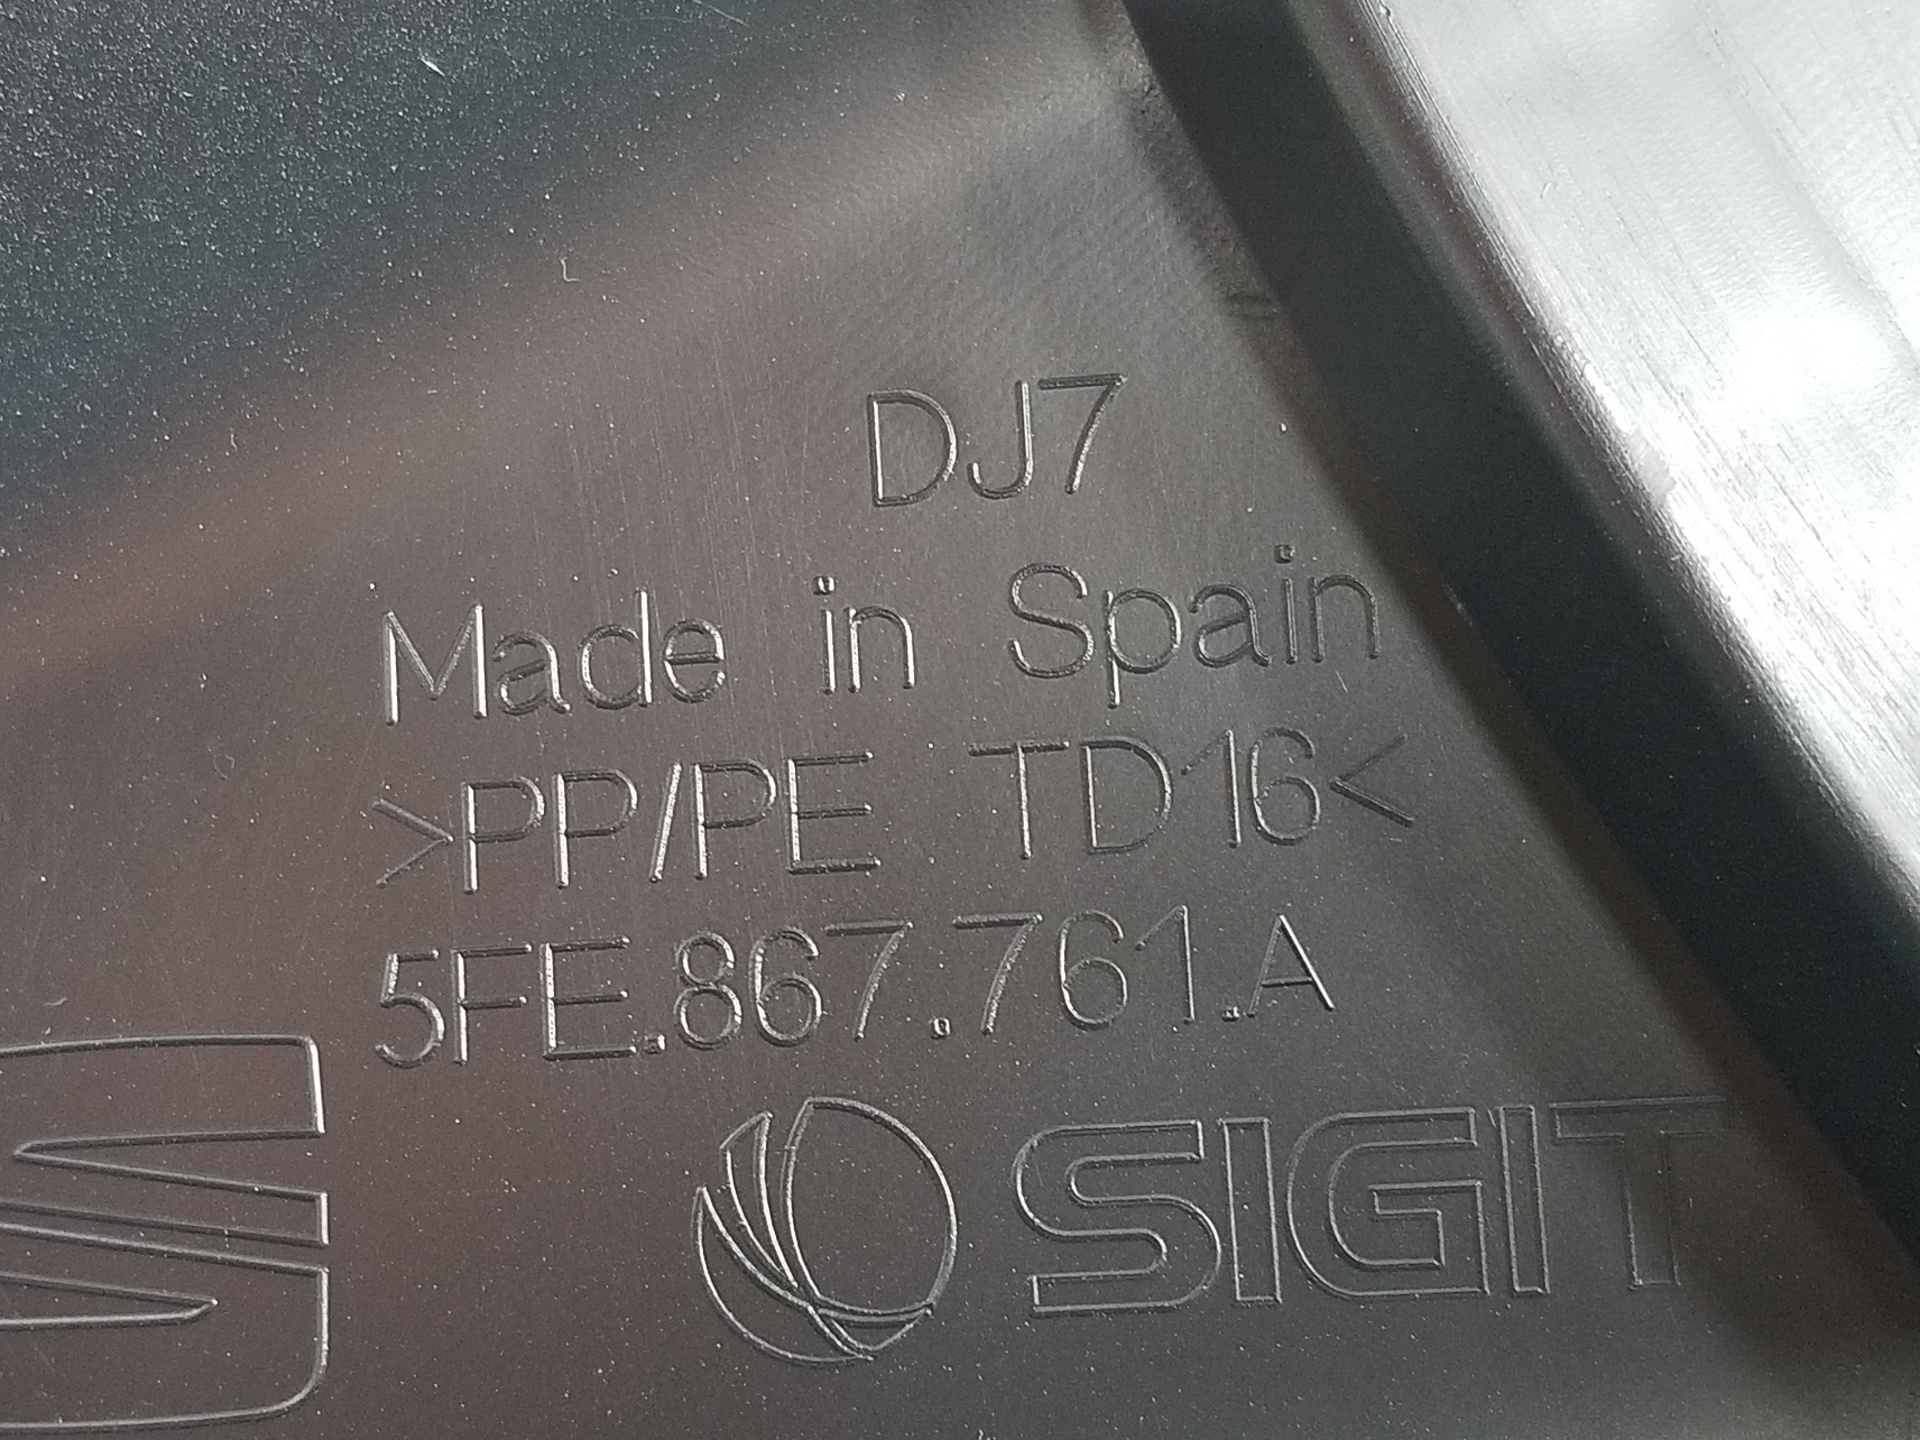 DJ7
Made in Spain
>PP/PE TD16<
5FE.867.761.A
SIGIT